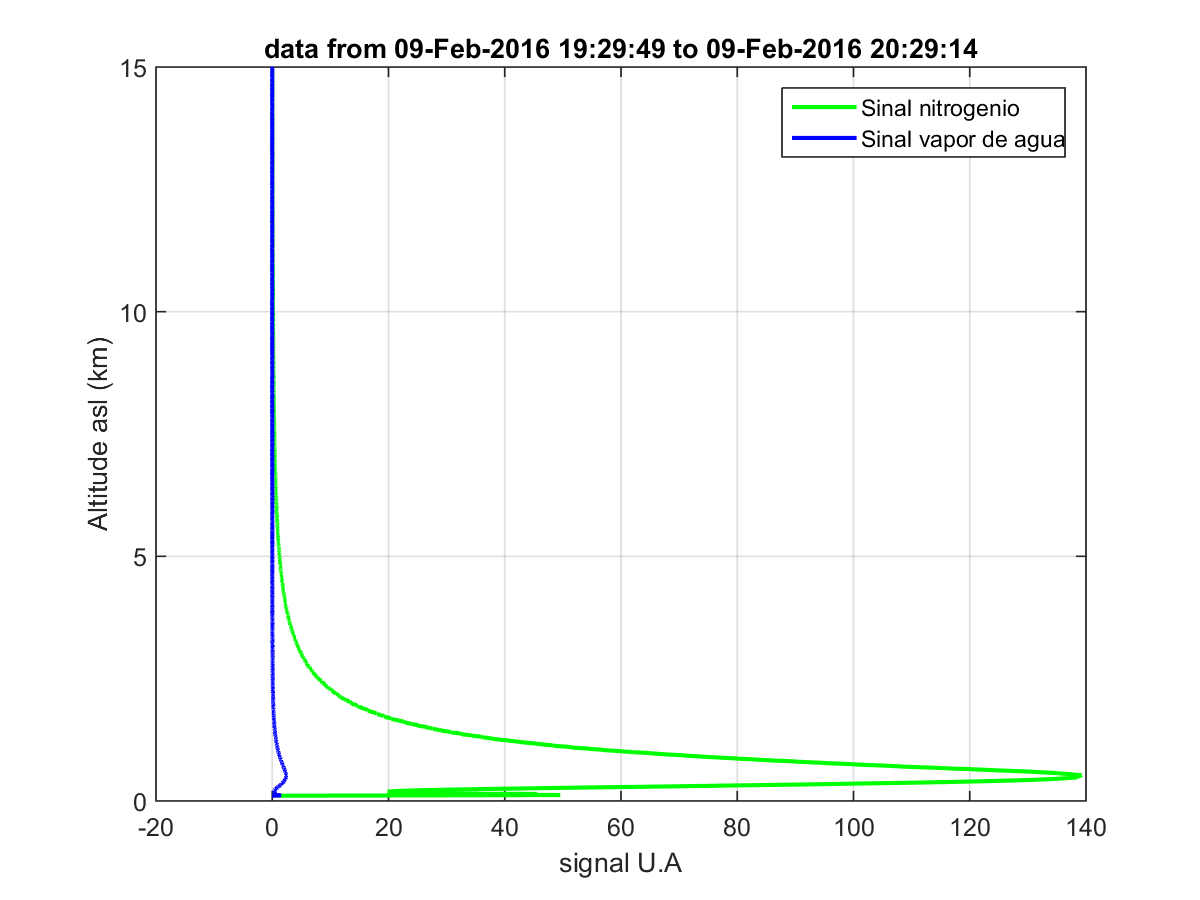 data from 09-Feb-2016 19:29:49 to 09-Feb-2016 20:29:14
Sinal nitrogenio
Sinal vapor de agua
15
10
5
0
Altitude asl (km)
-20 0 20 40 60 80 100 120 140
signal U.A